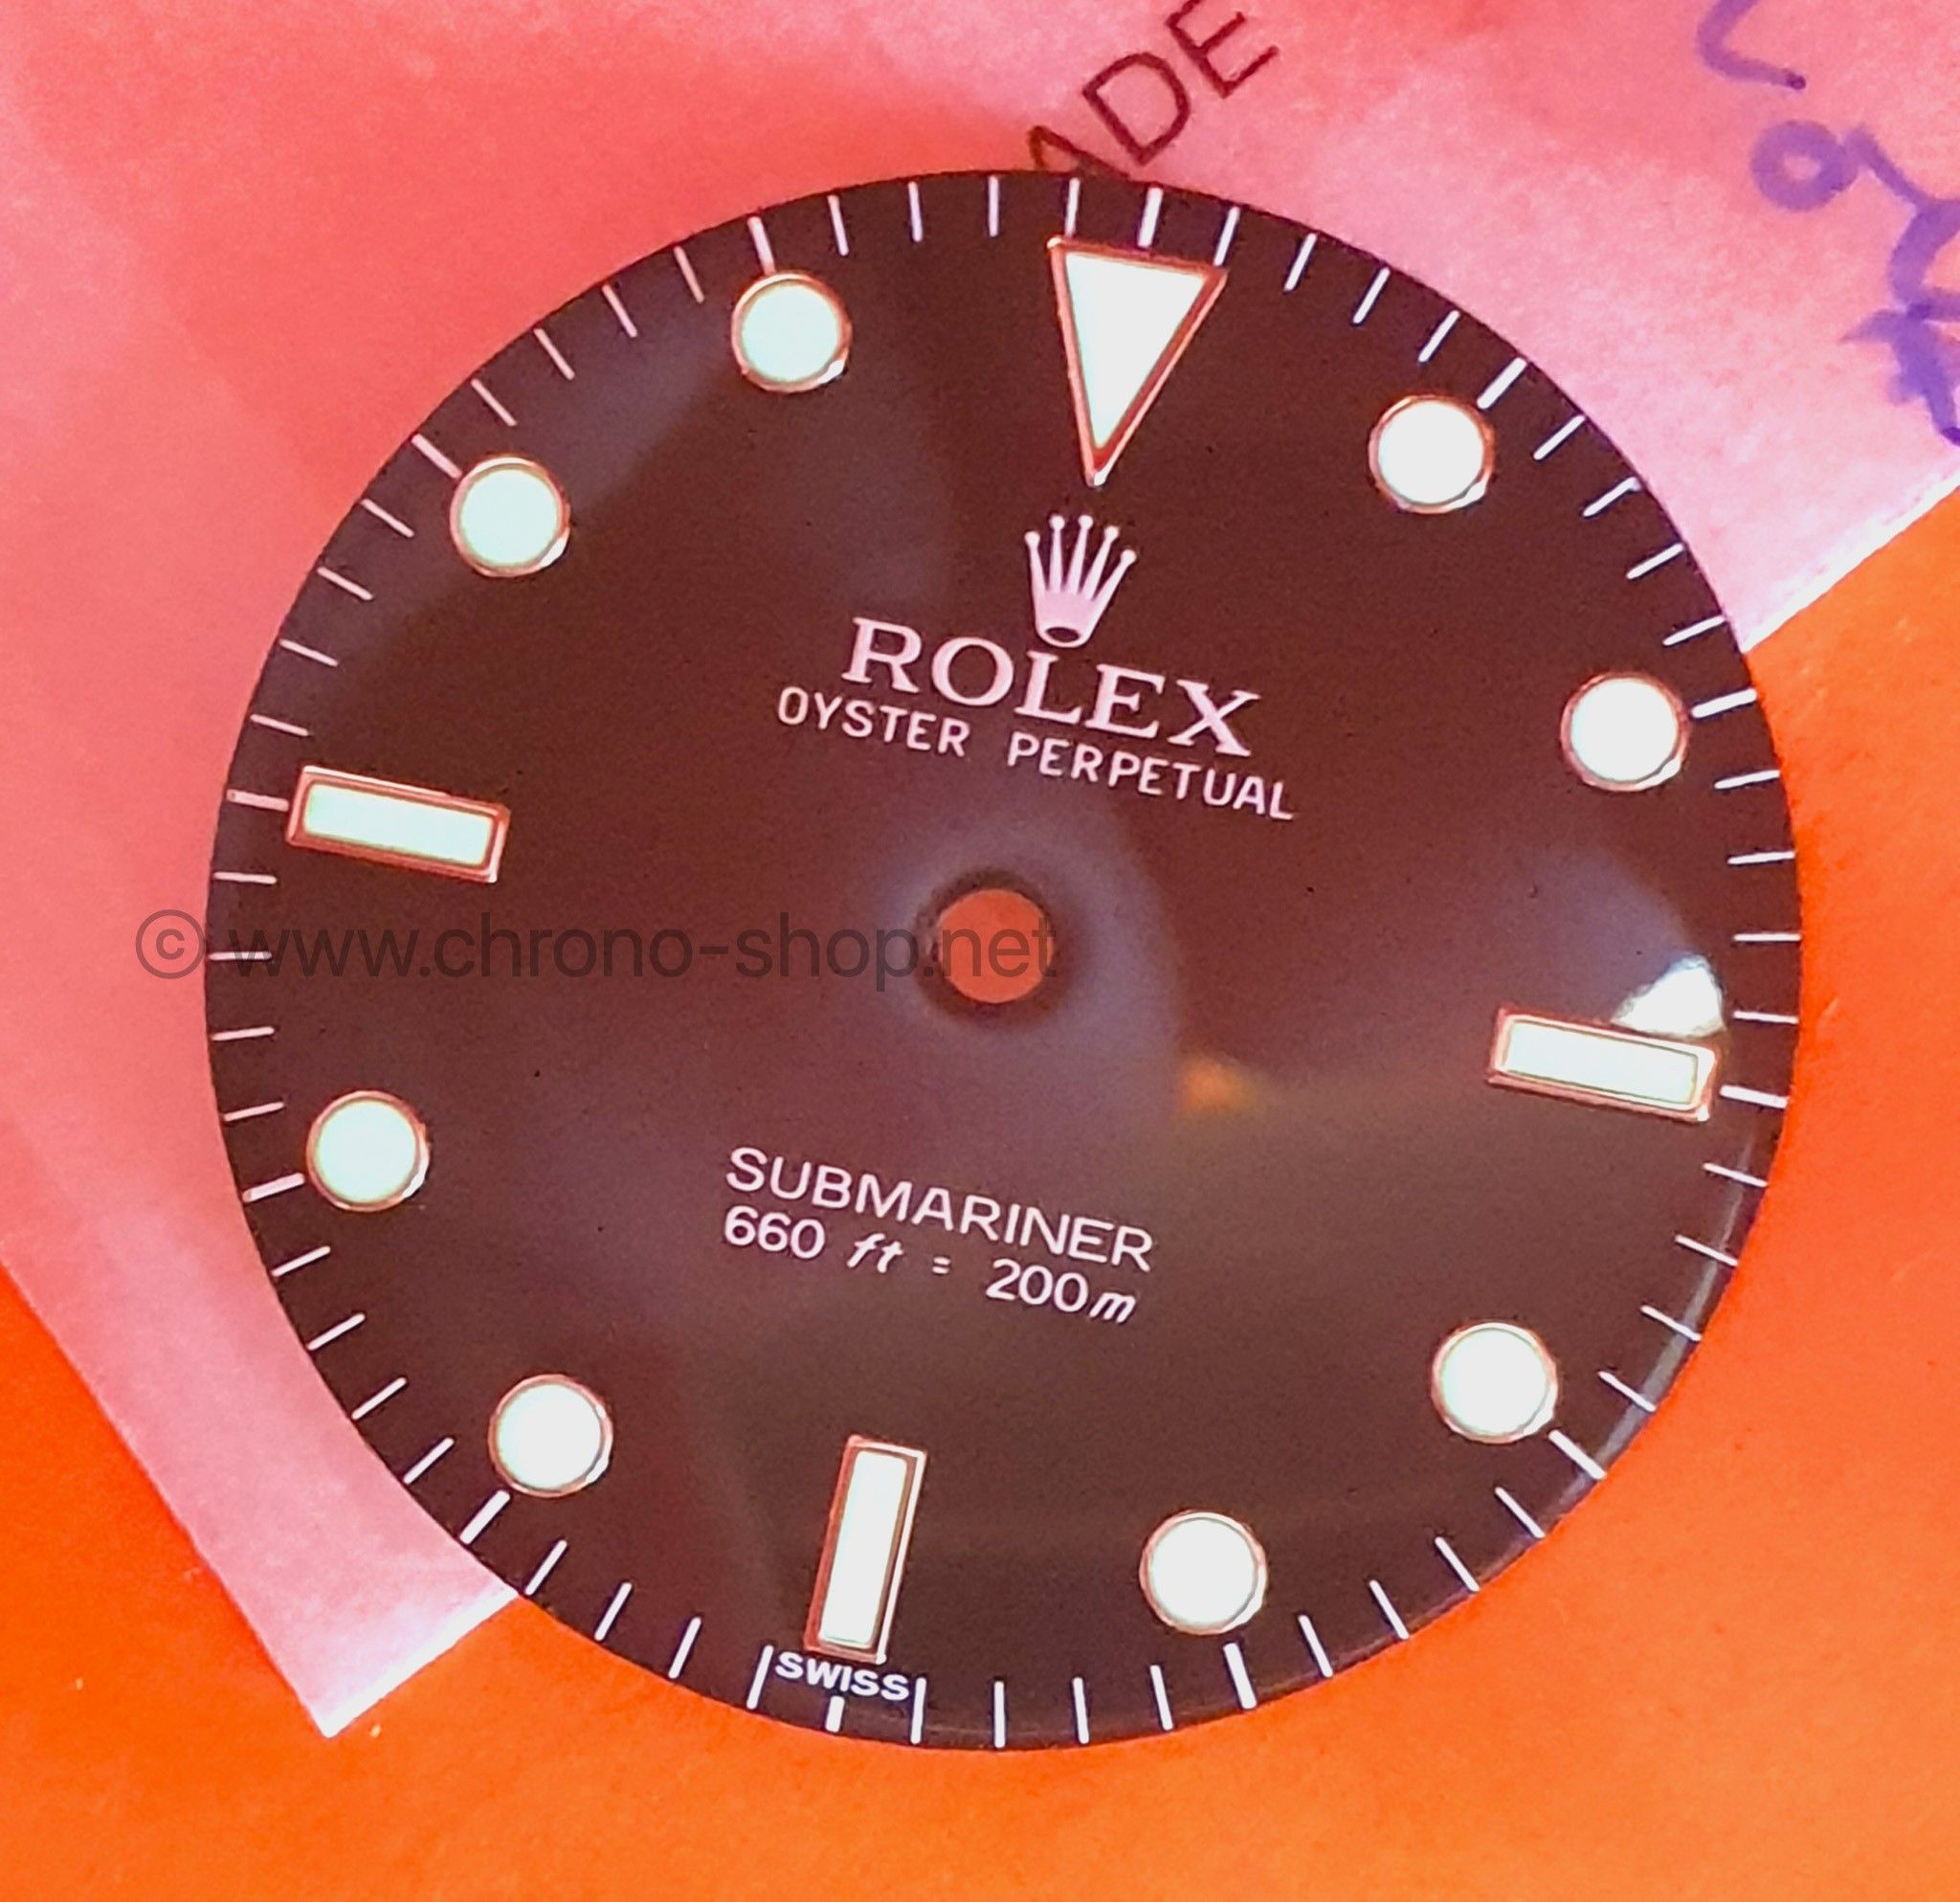 ADE
ROLEX
OYSTER PERPETUAL
© www.chrono-shop.net
SUBMARINER
660 ft = 200m
SWISS